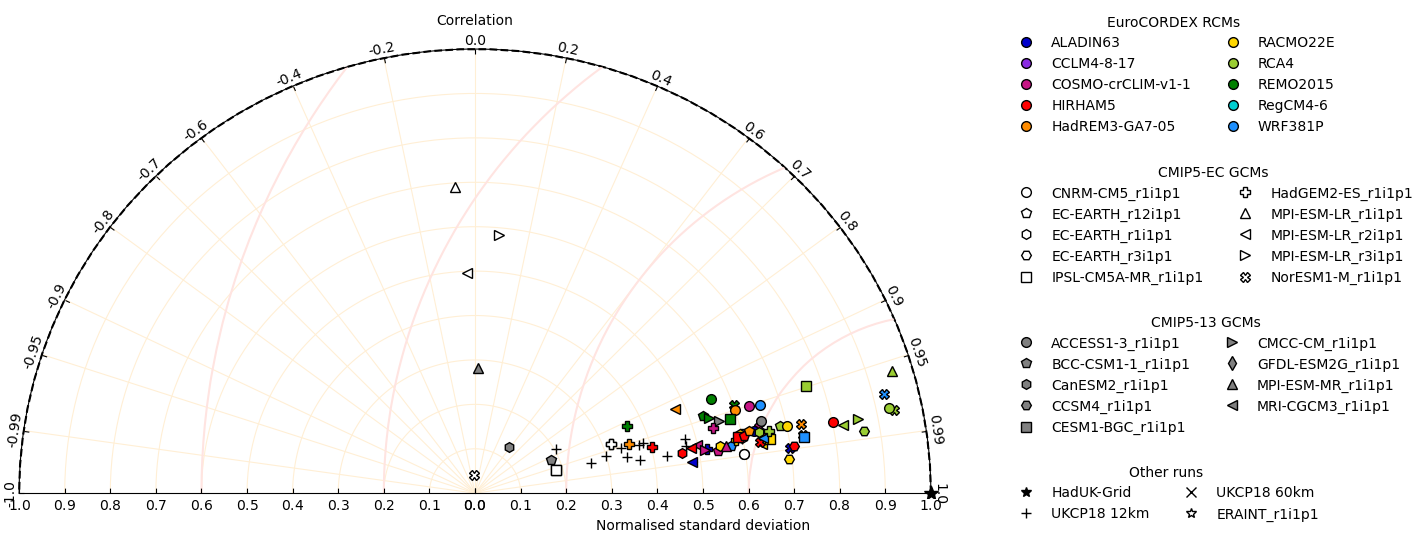 Correlation
0.0
-0.2
0.2
-0.4
0.4
-0.6
0.6
-0.7
0.7
-0.8
0.8
-0.9
0.9
-0.95
0.95
-0.99
0.99
-1.0
1.0
1.0 0.9 0.8 0.7 0.6 0.5 0.4 0.3 0.2 0.1 0.0 0.1 0.2 0.3 0.4 0.5 0.6 0.7 0.8 0.9 1.0
Normalised standard deviation
EuroCORDEX RCMs
ALADIN63
CCLM4-8-17
COSMO-crCLIM-v1-1
HIRHAM5
HadREM3-GA7-05
RACMO22E
RCA4
REMO2015
RegCM4-6
WRF381P
CMIP5-EC GCMs
CNRM-CM5_r1i1p1
EC-EARTH_r12i1p1
EC-EARTH_r1i1p1
EC-EARTH_r3i1p1
IPSL-CM5A-MR_r1i1p1
HadGEM2-ES_r1i1p1
MPI-ESM-LR_r1i1p1
MPI-ESM-LR_r2i1p1
MPI-ESM-LR_r3i1p1
NorESM1-M_r1i1p1
CMIP5-13 GCMs
ACCESS1-3_r1i1p1
BCC-CSM1-1_r1i1p1
CanESM2_r1i1p1
CCSM4_r1i1p1
CESM1-BGC_r1i1p1
CMCC-CM_r1i1p1
GFDL-ESM2G_r1i1p1
MPI-ESM-MR_r1i1p1
MRI-CGCM3_r1i1p1
Other runs
HadUK-Grid
UKCP18 12km
UKCP18 60km
ERAINT_r1i1p1